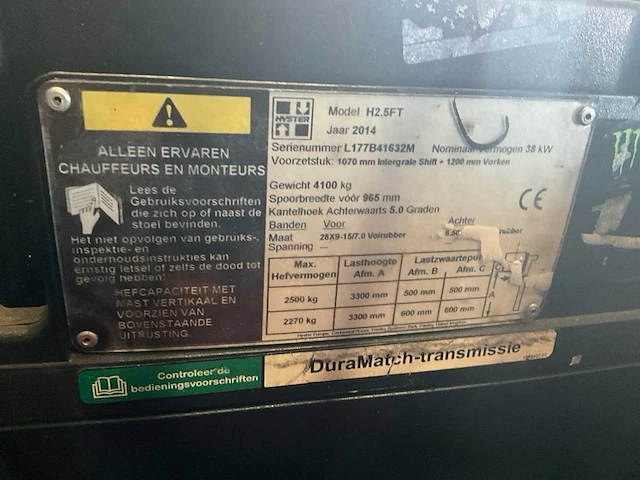 ALLEEN ERVAREN
CHAUFFEURS EN MONTEURS
Lees de
Gebruiksvoorschriften
die zich op of naast de
stoel bevinden.
Het niet opvolgen van gebruiks-,
inspektie- en
onderhoudsinstrukties kan
ernstig letsel of zelfs de dood tot
gevolg hebben!
HEFCAPACITEIT MET
MAST VERTIKAAL EN
VOORZIEN VAN
BOVENSTAANDE
UITRUSTING.
HYSTER
Model H2.5FT
Jaar 2014
Serienummer L177B41632M Nominaal vermogen 38 kW
Voorzetstuk: 1070 mm Intergrale Shift + 1200 mm Vorken
Gewicht 4100 kg
Spoorbreedte vóór 965 mm
Kantelhoek Achterwaarts 5.0 Graden
CE
Banden Voor Achter
Maat 28X9-15/7.0 Volrubber
Spanning —
Max. Hefvermogen Lasthoogte Afm. A Lastzwaartepunt Afm. B Afm. C
2500 kg 3300 mm 500 mm 500 mm
2270 kg 3300 mm 600 mm 600 mm
C
A
Controleer de
bedieningsvoorschriften
DuraMatch-transmissie